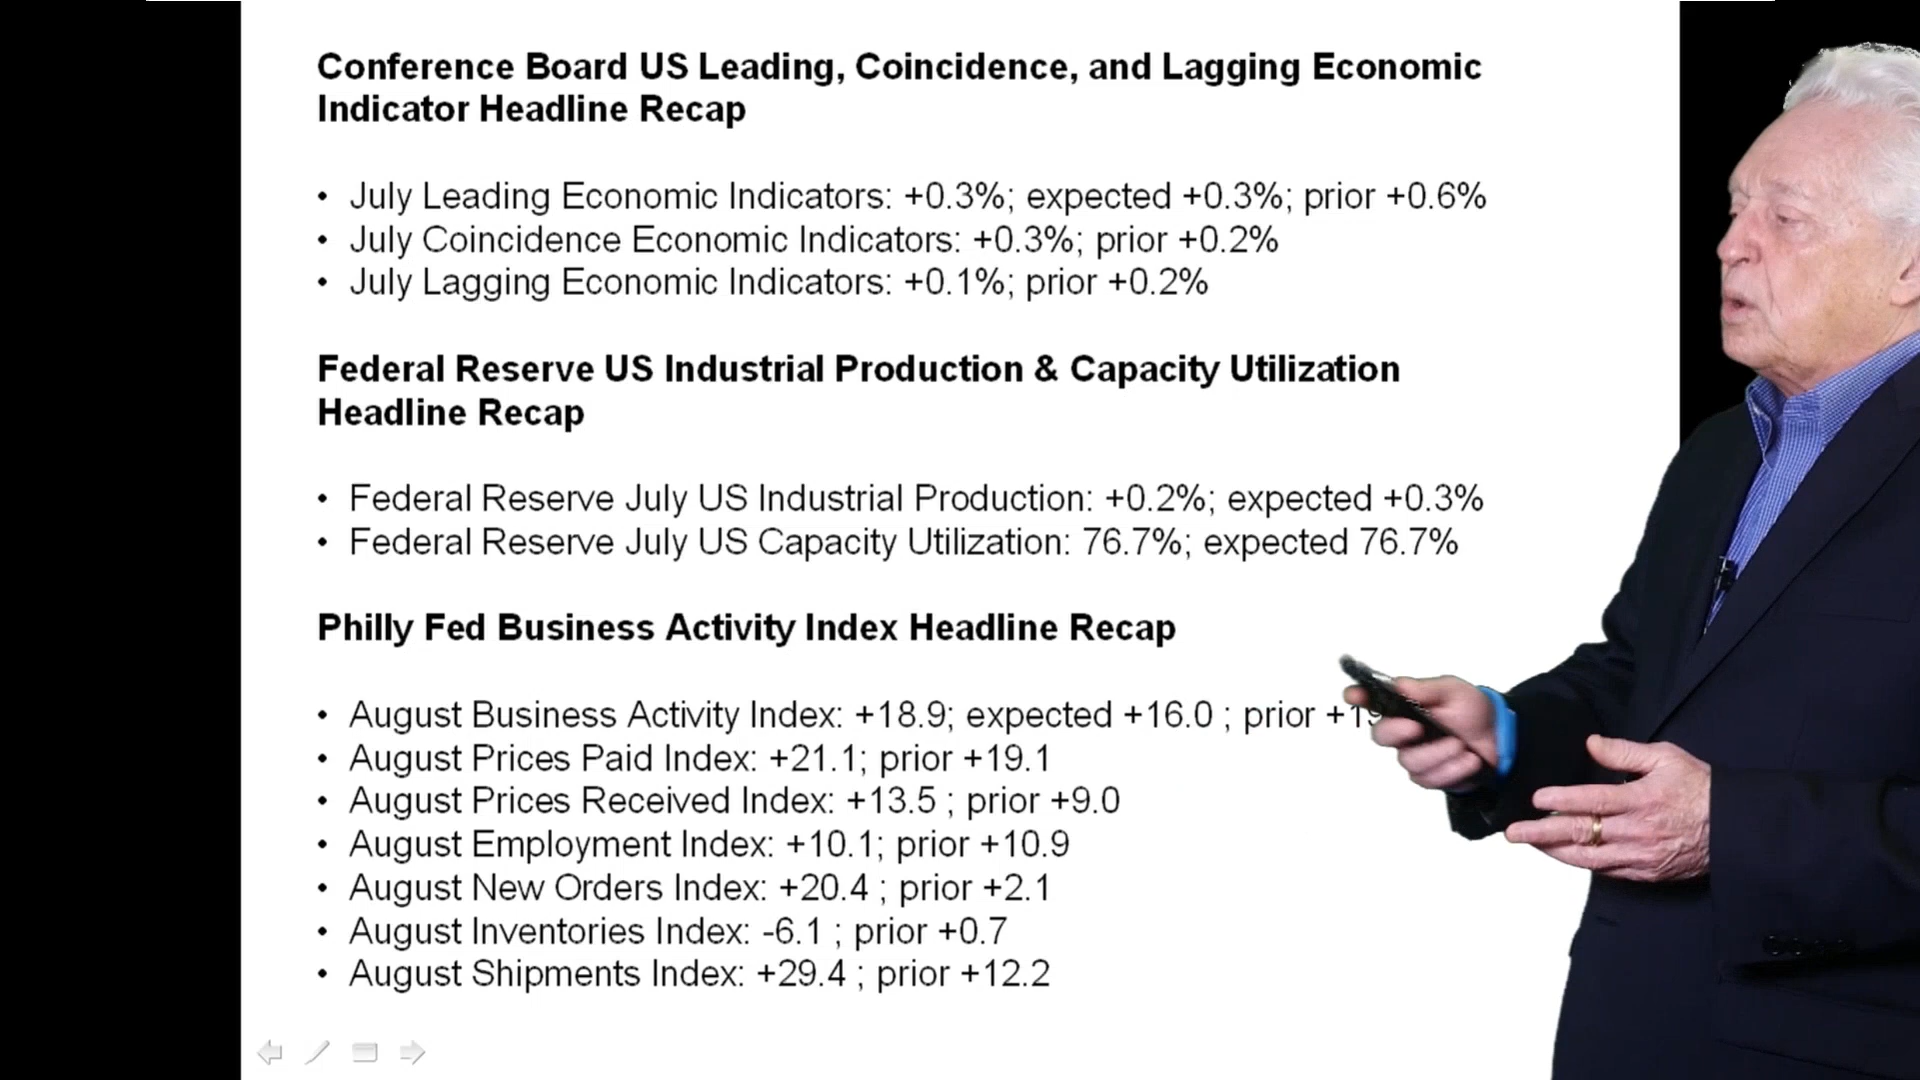 Conference Board US Leading, Coincidence, and Lagging Economic
Indicator Headline Recap
• July Leading Economic Indicators: +0.3%; expected +0.3%; prior +0.6%
• July Coincidence Economic Indicators: +0.3%; prior +0.2%
• July Lagging Economic Indicators: +0.1%; prior +0.2%
Federal Reserve US Industrial Production & Capacity Utilization
Headline Recap
• Federal Reserve July US Industrial Production: +0.2%; expected +0.3%
• Federal Reserve July US Capacity Utilization: 76.7%; expected 76.7%
Philly Fed Business Activity Index Headline Recap
• August Business Activity Index: +18.9; expected +16.0 ; prior
• August Prices Paid Index: +21.1; prior +19.1
• August Prices Received Index: +13.5 ; prior +9.0
• August Employment Index: +10.1; prior +10.9
• August New Orders Index: +20.4 ; prior +2.1
• August Inventories Index: -6.1 ; prior +0.7
• August Shipments Index: +29.4 ; prior +12.2